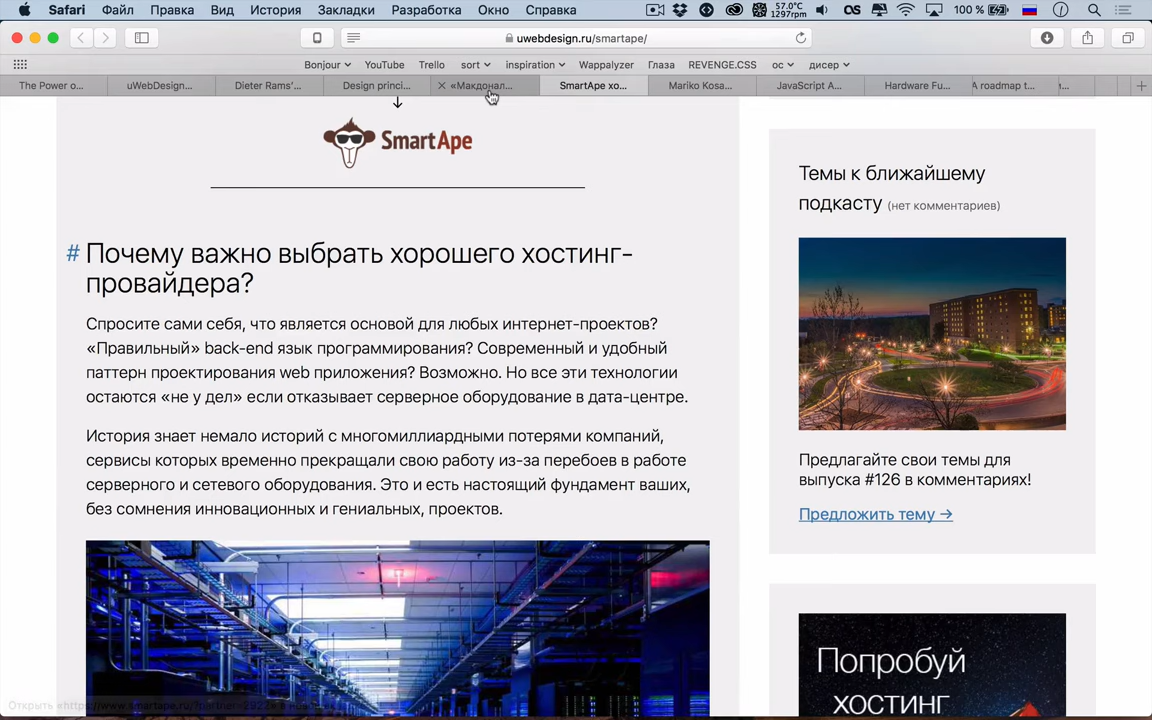 Safari Файл Правка Вид История Закладки Разработка Окно Справка 57.0°C 1297rpm 100 %
uwebdesign.ru/smartape/
Bonjour YouTube Trello sort inspiration Wappalyzer Глаза REVENGE.CSS ос дисер
The Power o... uWebDesign... Dieter Rams’ Design princi... «Макдонал... SmartApe хо... Mariko Kosa... JavaScript A... Hardware Fu... A roadmap t...
SmartApe
# Почему важно выбрать хорошего хостинг-
провайдера?
Спросите сами себя, что является основой для любых интернет-проектов?
«Правильный» back-end язык программирования? Современный и удобный
паттерн проектирования web приложения? Возможно. Но все эти технологии
остаются «не у дел» если отказывает серверное оборудование в дата-центре.
История знает немало историй с многомиллиардными потерями компаний,
сервисы которых временно прекращали свою работу из-за перебоев в работе
серверного и сетевого оборудования. Это и есть настоящий фундамент ваших,
без сомнения инновационных и гениальных, проектов.
Темы к ближайшему
подкасту (нет комментариев)
Предлагайте свои темы для
выпуска #126 в комментариях!
Предложить тему →
Попробуй
хостинг